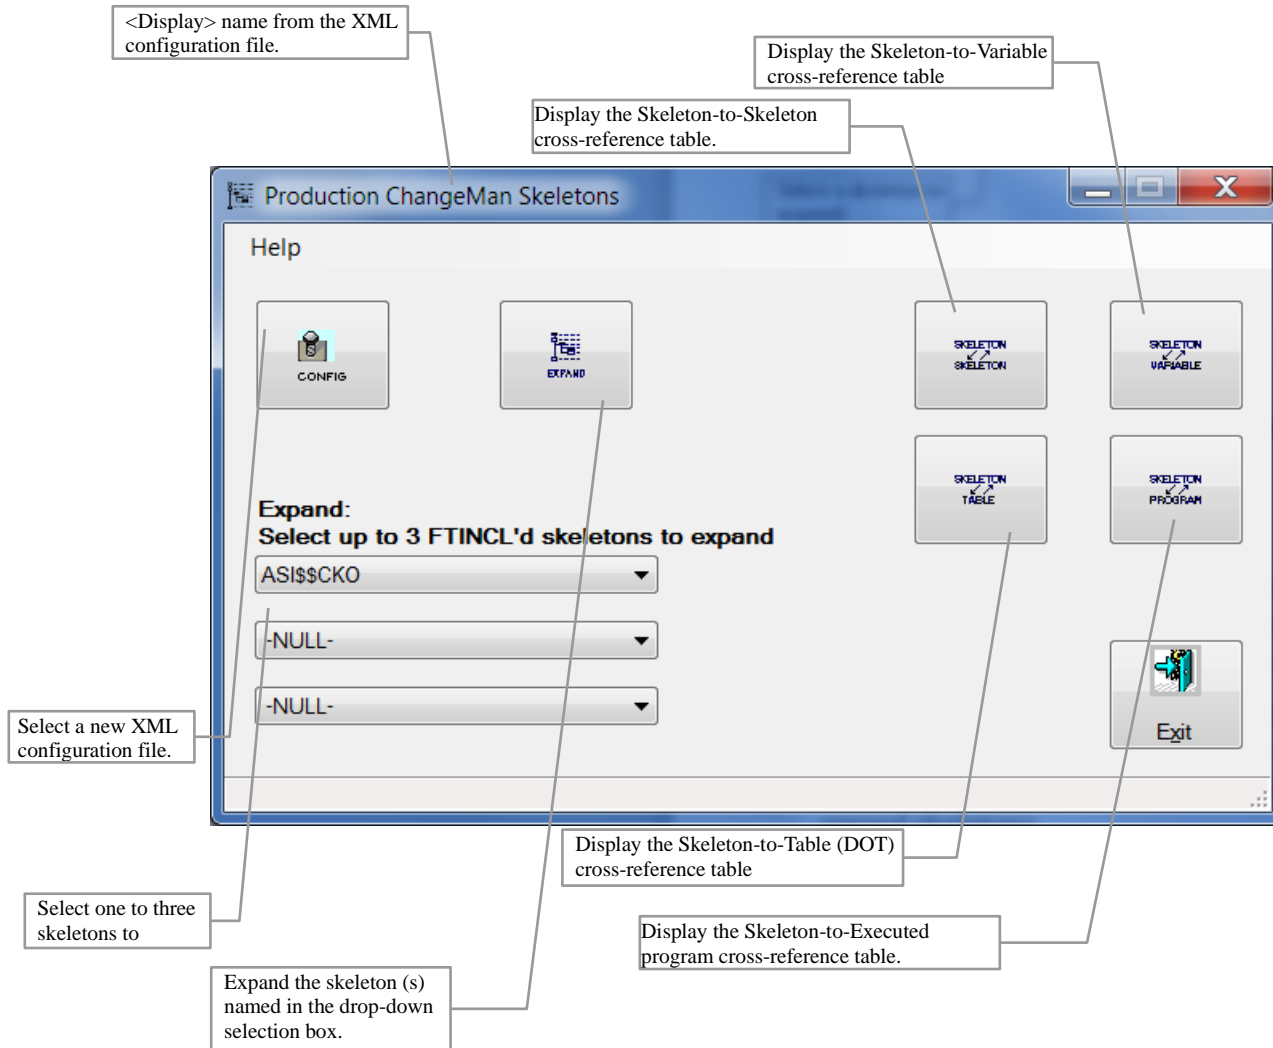 <Display> name from the XML
configuration file.
Display the Skeleton-to-Variable
cross-reference table
Display the Skeleton-to-Skeleton
cross-reference table.
Production ChangeMan Skeletons
Help
CONFIG
EXPAND
SKELETON
SKELETON
SKELETON
VARIABLE
SKELETON
TABLE
SKELETON
PROGRAM
Expand:
Select up to 3 FTINCL'd skeletons to expand
ASI$$CKO
-NULL-
-NULL-
Exit
Select a new XML
configuration file.
Display the Skeleton-to-Table (DOT)
cross-reference table
Select one to three
skeletons to
Display the Skeleton-to-Executed
program cross-reference table.
Expand the skeleton (s)
named in the drop-down
selection box.